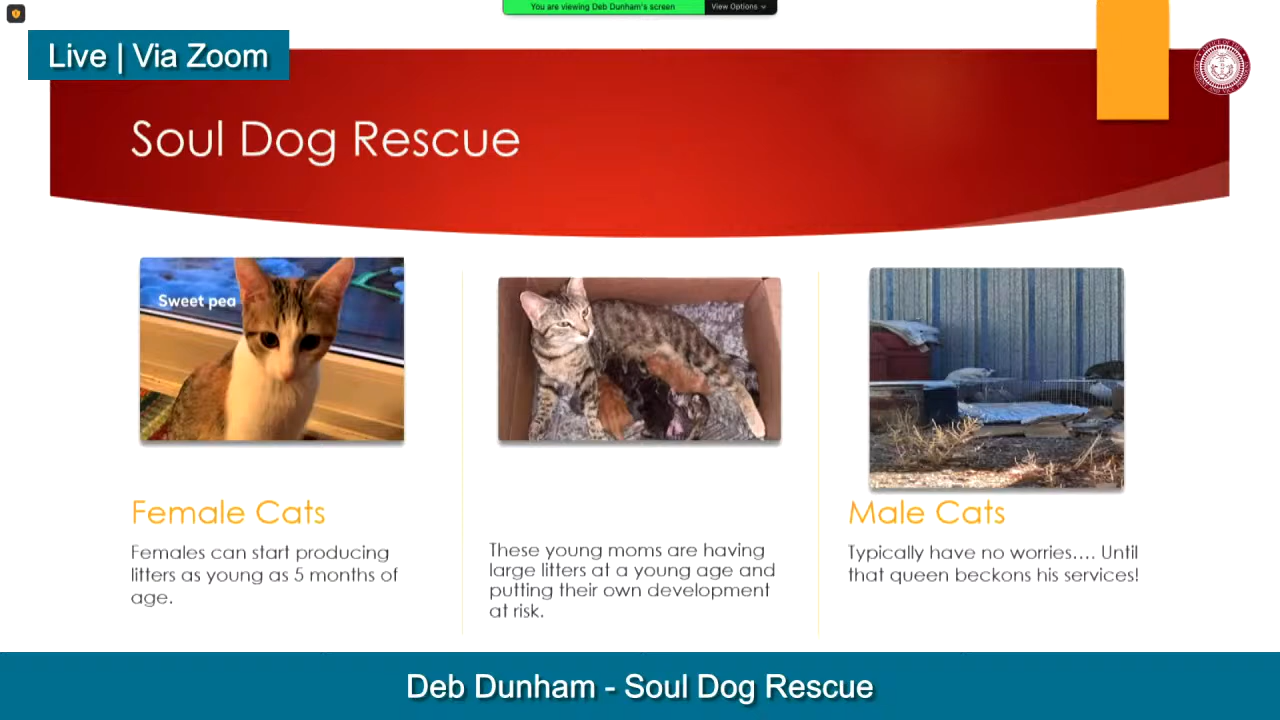 You are viewing Deb Dunham's screen
View Options
Live | Via Zoom
Soul Dog Rescue
Sweet pea
Female Cats
Females can start producing
litters as young as 5 months of
age.
These young moms are having
large litters at a young age and
putting their own development
at risk.
Male Cats
Typically have no worries.... Until
that queen beckons his services!
Deb Dunham - Soul Dog Rescue